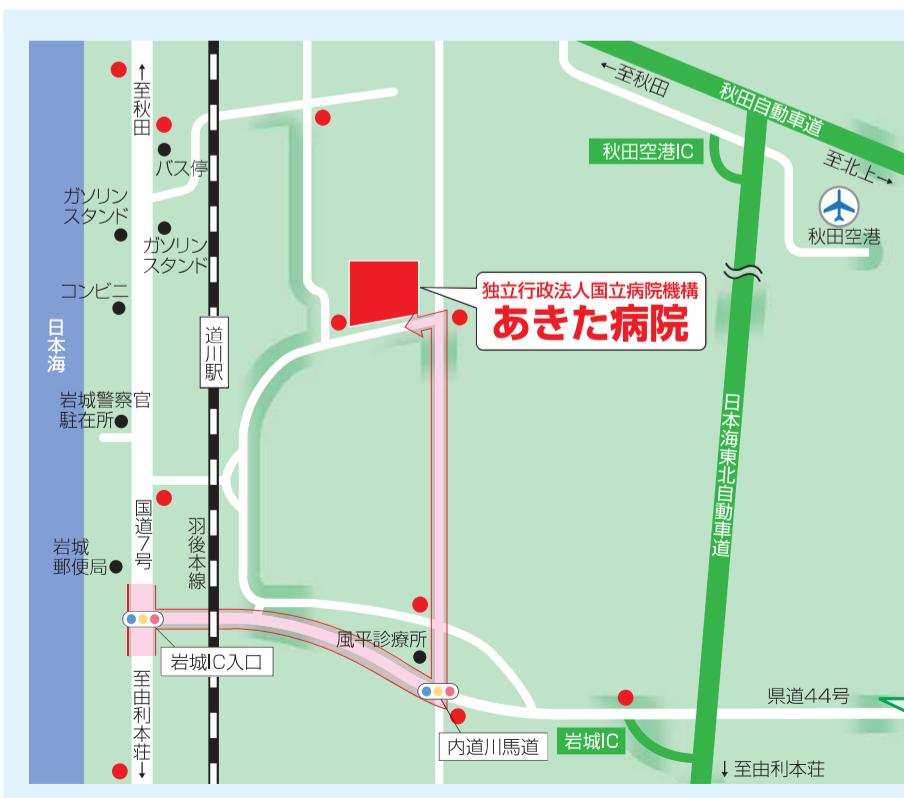 ←至秋田
秋田自動車道
至北上→
秋田空港IC
秋田空港
↑至秋田
バス停
ガソリン
スタンド
ガソリン
スタンド
コンビニ
日本海
道川駅
独立行政法人国立病院機構
あきた病院
岩城警察官
駐在所
日本海東北自動車道
国道7号
羽後本線
岩城
郵便局
風平診療所
岩城IC入口
至由利本荘↓
県道44号
内道川馬道
岩城IC
↓至由利本荘